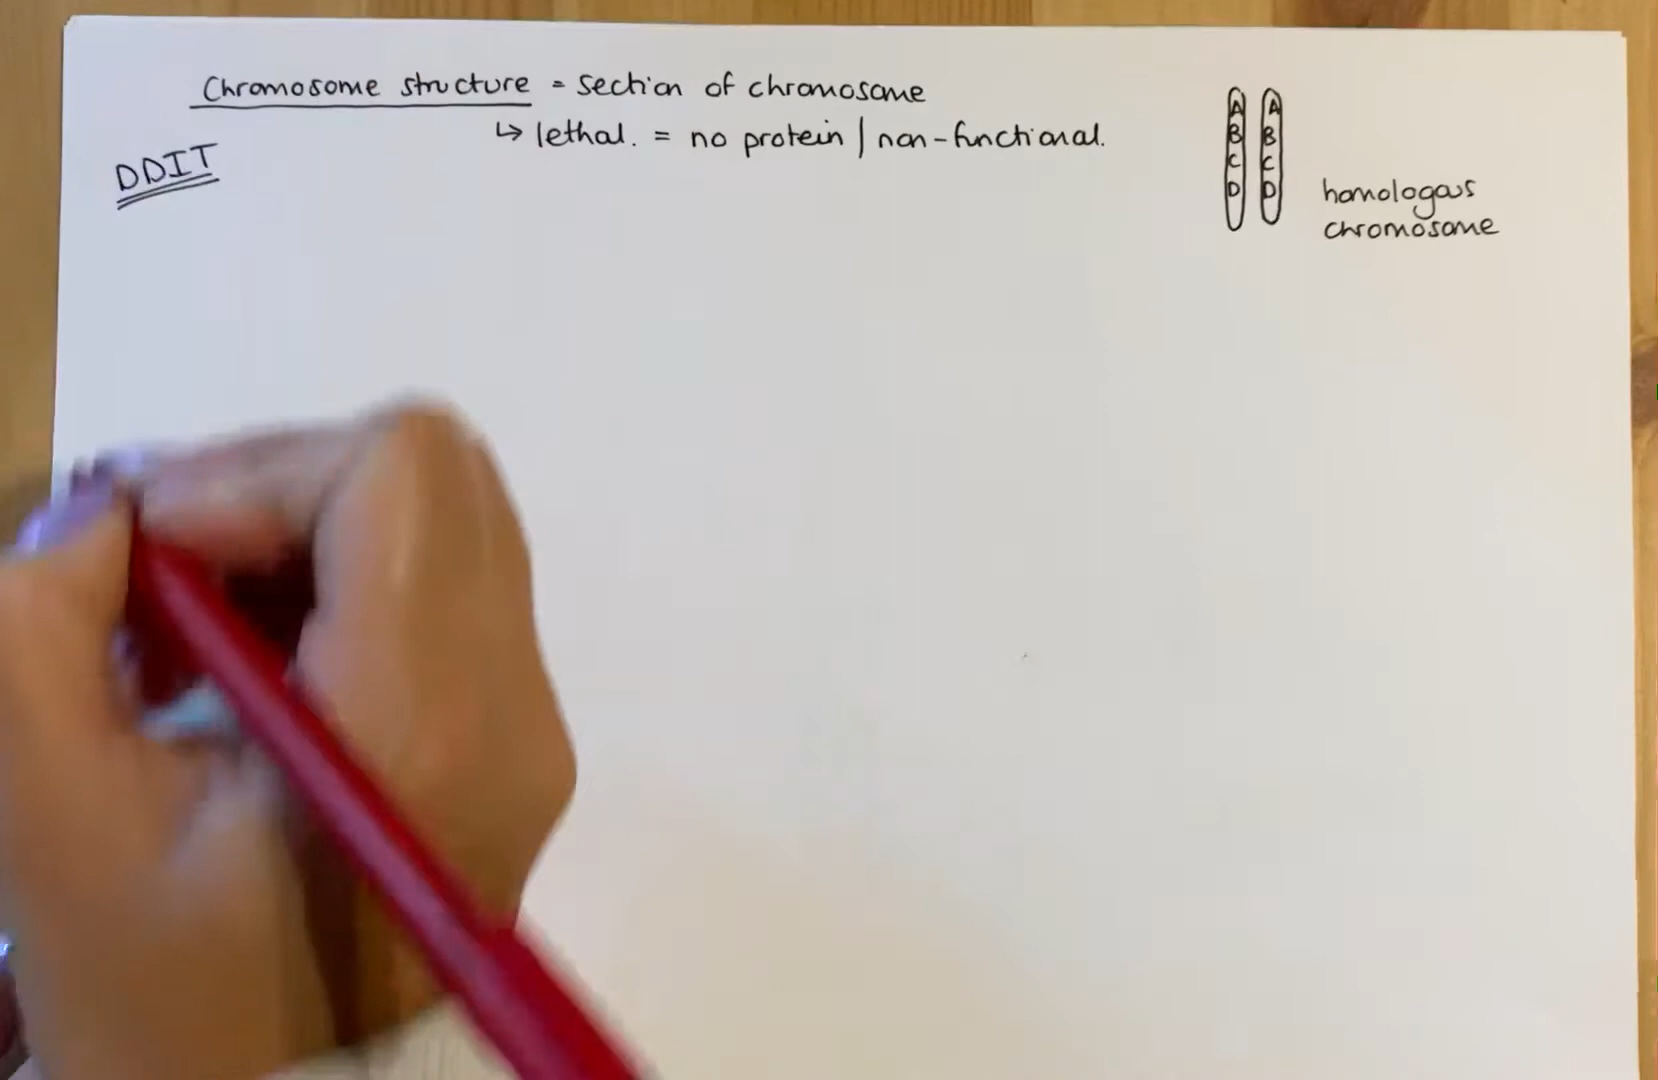 Chromosome structure = section of chromosome
↳ lethal. = no protein / non-functional.
DDIT
A A
B B
C C
D D
homologous
chromosome